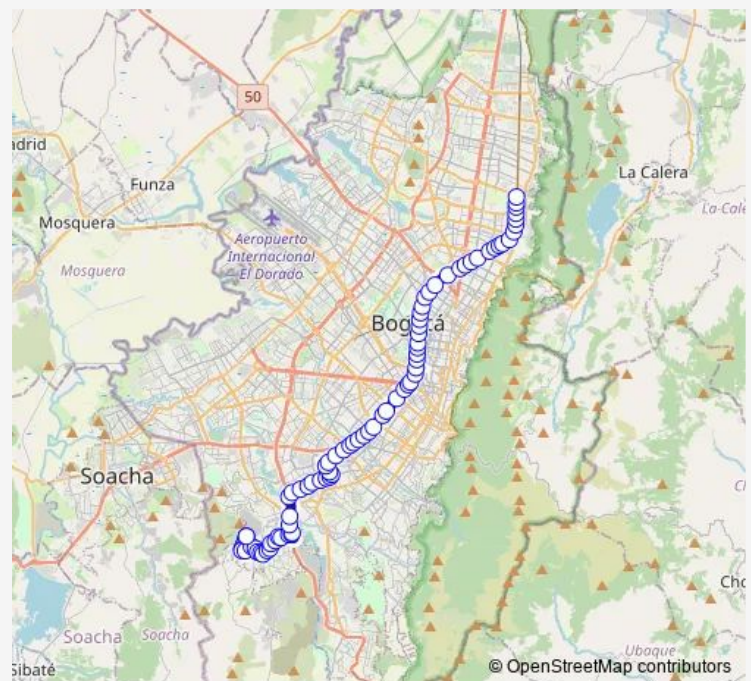 50
adrid
Funza
La Calera
Mosquera
La-Cale
Aeropuerto
Internacional
El Dorado
Mosquera
Bogotá
Soacha
Soacha
Soacha
Cho
Ubaque
Sibaté
© OpenStreetMap contributors